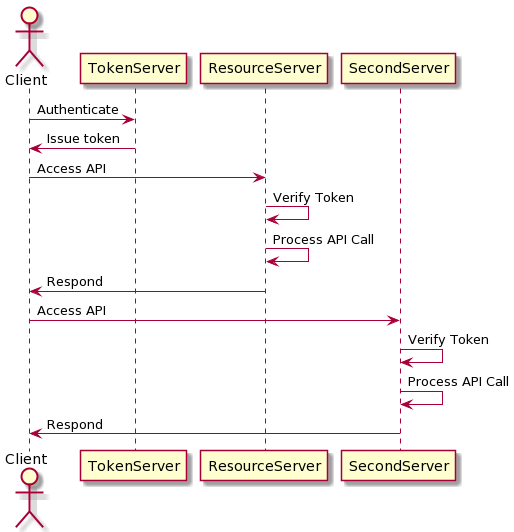 Client
TokenServer
ResourceServer
SecondServer
Authenticate
Issue token
Access API
Verify Token
Process API Call
Respond
Access API
Verify Token
Process API Call
Respond
Client
TokenServer
ResourceServer
SecondServer